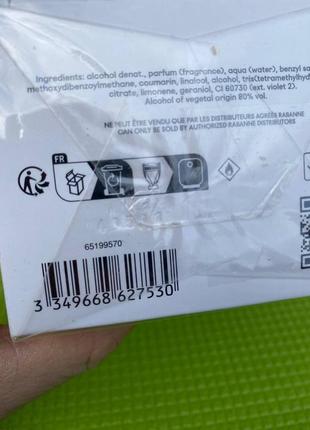 Ingredients: alcohol denat., parfum (fragrance), aqua (water), benzyl sa
methoxydibenzoylmethane, coumarin, linalool, alcohol, tris(tetramethylhyd
citrate, limonene, geraniol, CI 60730 (ext. violet 2).
Alcohol of vegetal origin 80% vol.
NE PEUT ÊTRE VENDU QUE PAR LES DISTRIBUTEURS AGRÉÉS RABANNE
CAN ONLY BE SOLD BY AUTHORIZED RABANNE DISTRIBUTORS
FR
65199570
3 349668 627530